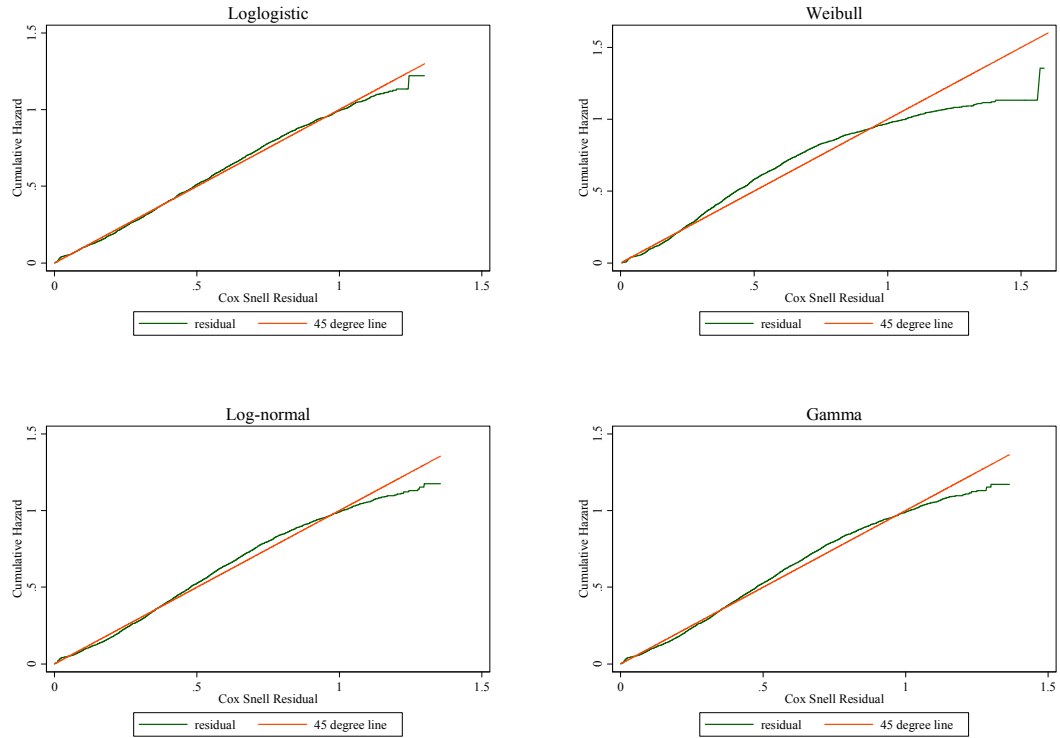 Loglogistic
1.5
1
.5
0
Cumulative Hazard
0 .5 1 1.5
Cox Snell Residual
residual 45 degree line
Weibull
1.5
1
.5
0
Cumulative Hazard
0 .5 1 1.5
Cox Snell Residual
residual 45 degree line
Log-normal
1.5
1
.5
0
Cumulative Hazard
0 .5 1 1.5
Cox Snell Residual
residual 45 degree line
Gamma
1.5
1
.5
0
Cumulative Hazard
0 .5 1 1.5
Cox Snell Residual
residual 45 degree line